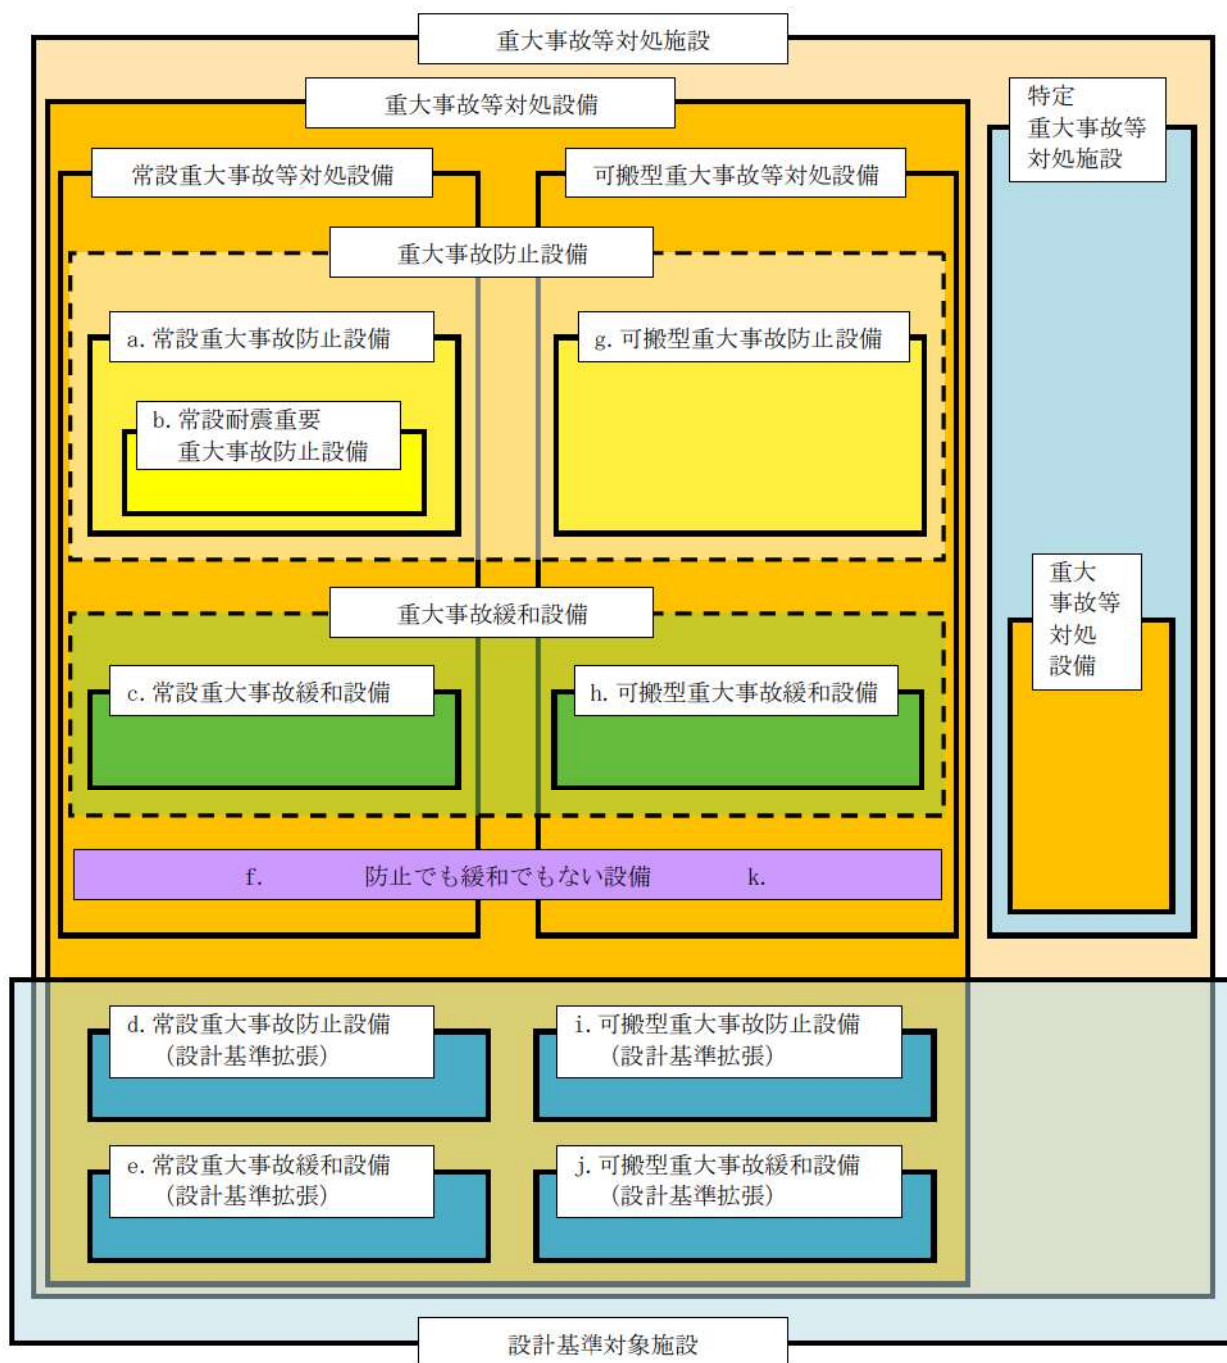 重大事故等対処施設
重大事故等対処設備
特定
重大事故等
対処施設
常設重大事故等対処設備
可搬型重大事故等対処設備
重大事故防止設備
a. 常設重大事故防止設備
g. 可搬型重大事故防止設備
b. 常設耐震重要
重大事故防止設備
重大
事故等
対処
設備
重大事故緩和設備
c. 常設重大事故緩和設備
h. 可搬型重大事故緩和設備
f. 防止でも緩和でもない設備 k.
d. 常設重大事故防止設備
(設計基準拡張)
i. 可搬型重大事故防止設備
(設計基準拡張)
e. 常設重大事故緩和設備
(設計基準拡張)
j. 可搬型重大事故緩和設備
(設計基準拡張)
設計基準対象施設